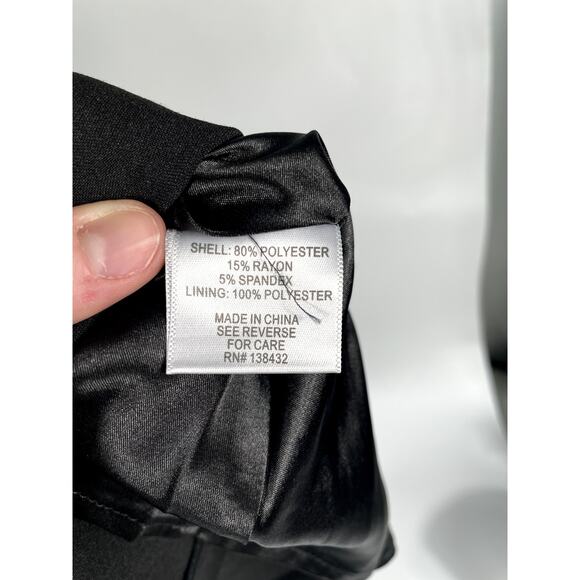 SHELL: 80% POLYESTER
15% RAYON
5% SPANDEX
LINING: 100% POLYESTER
MADE IN CHINA
SEE REVERSE
FOR CARE
RN# 138432